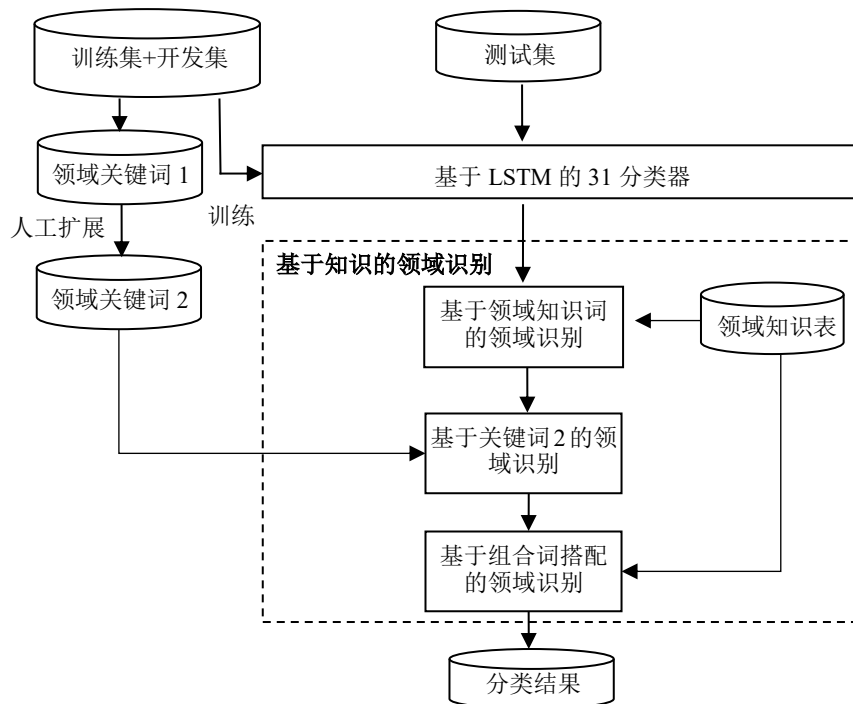 训练集+开发集
测试集
领域关键词 1
基于 LSTM 的 31 分类器
人工扩展
训练
基于知识的领域识别
领域关键词 2
基于领域知识词
的领域识别
领域知识表
基于关键词 2 的领
域识别
基于组合词搭配
的领域识别
分类结果